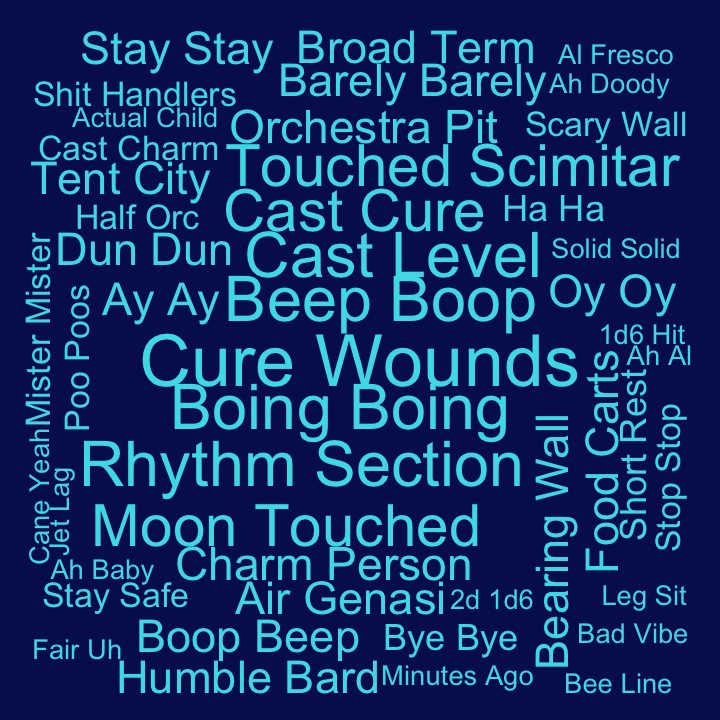 Stay Stay
Broad Term
Al Fresco
Barely Barely
Ah Doody
Shit Handlers
Actual Child
Orchestra Pit
Scary Wall
Cast Charm
Touched Scimitar
Tent City
Half Orc
Cast Cure
Ha Ha
Dun Dun
Cast Level
Solid Solid
Ay Ay
Beep Boop
Oy Oy
Mister Mister
Poo Poos
1d6 Hit
Ah Al
Cure Wounds
Boing Boing
Food Carts
Short Rest
Stop Stop
Bearing Wall
Cane Yeah
Jet Lag
Rhythm Section
Moon Touched
Ah Baby
Charm Person
Stay Safe
Air Genasi
2d 1d6
Leg Sit
Fair Uh
Boop Beep
Bye Bye
Bad Vibe
Humble Bard
Minutes Ago
Bee Line